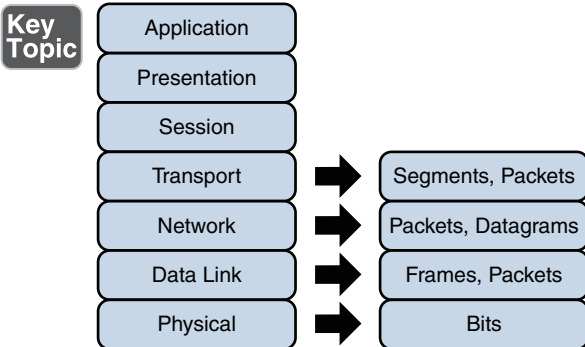 Key
Topic
Application
Presentation
Session
Transport
Segments, Packets
Network
Packets, Datagrams
Data Link
Frames, Packets
Physical
Bits